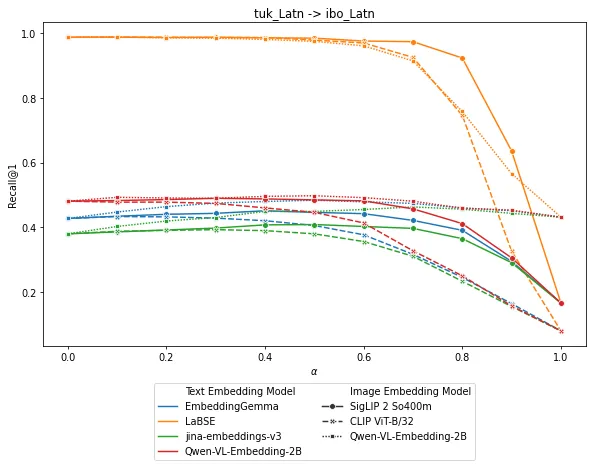 tuk_Latn -> ibo_Latn
1.0
0.8
0.6
0.4
0.2
Recall@1
0.0 0.2 0.4 0.6 0.8 1.0
α
Text Embedding Model Image Embedding Model
EmbeddingGemma SigLIP 2 So400m
LaBSE CLIP ViT-B/32
jina-embeddings-v3 Qwen-VL-Embedding-2B
Qwen-VL-Embedding-2B